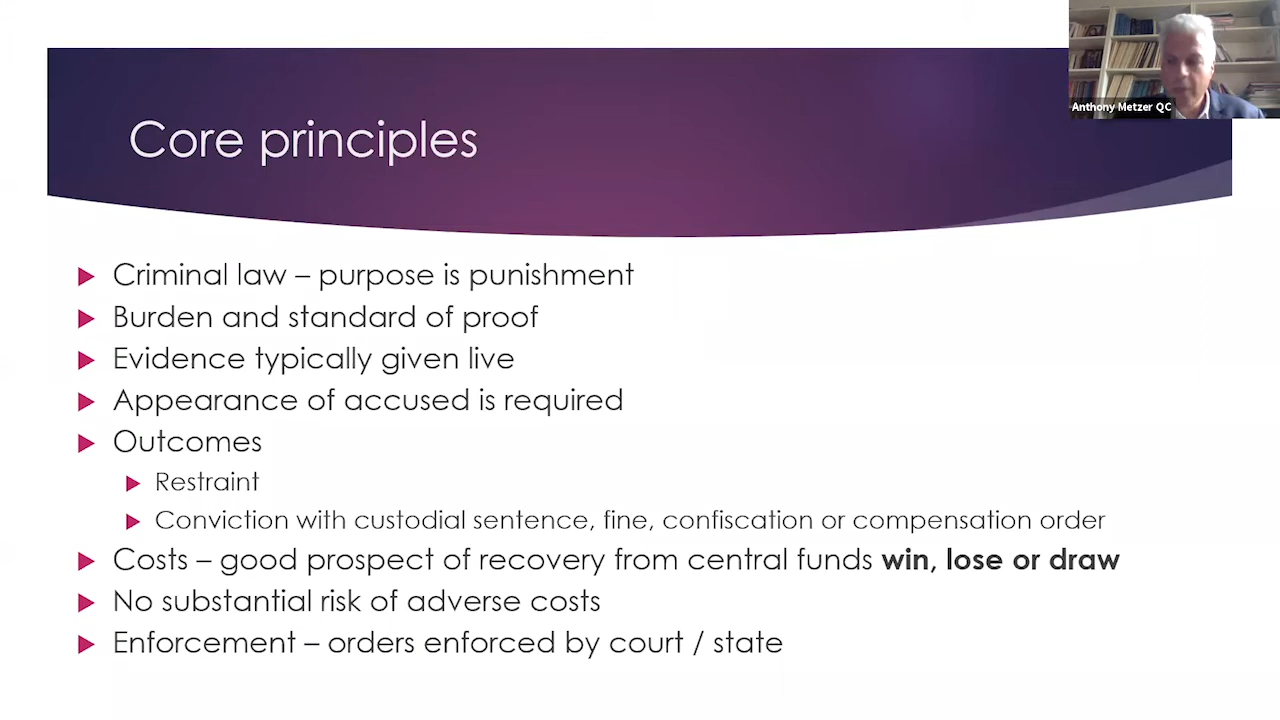 Anthony Metzer QC
Core principles
Criminal law – purpose is punishment
Burden and standard of proof
Evidence typically given live
Appearance of accused is required
Outcomes
Restraint
Conviction with custodial sentence, fine, confiscation or compensation order
Costs – good prospect of recovery from central funds win, lose or draw
No substantial risk of adverse costs
Enforcement – orders enforced by court / state